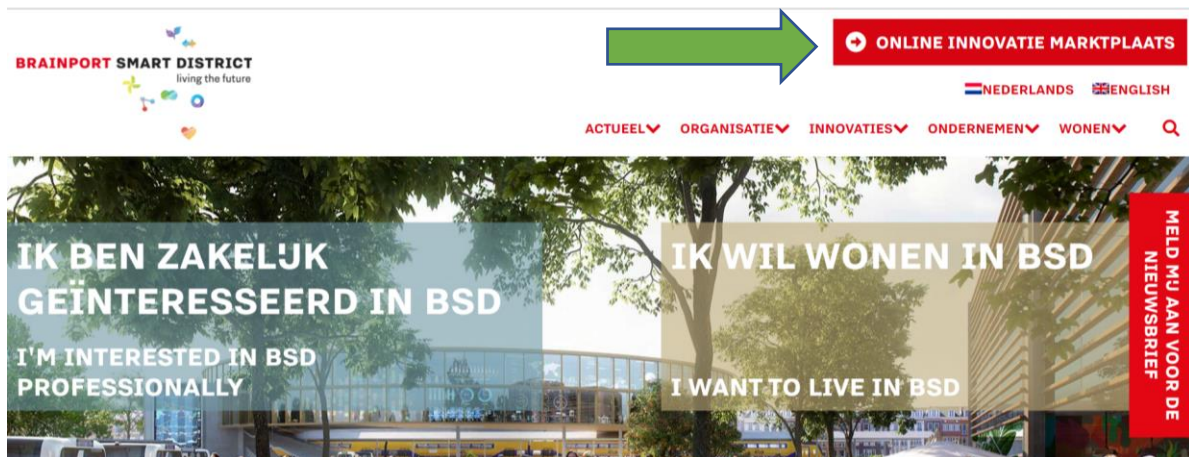 BRAINPORT SMART DISTRICT
living the future
ONLINE INNOVATIE MARKTPLAATS
NEDERLANDS ENGLISH
ACTUEEL ORGANISATIE INNOVATIES ONDERNEMEN WONEN
IK BEN ZAKELIJK
GEÏNTERESSEERD IN BSD
I'M INTERESTED IN BSD
PROFESSIONALLY
IK WIL WONEN IN BSD
I WANT TO LIVE IN BSD
MELD MIJ AAN VOOR DE
NIEUWSBRIEF